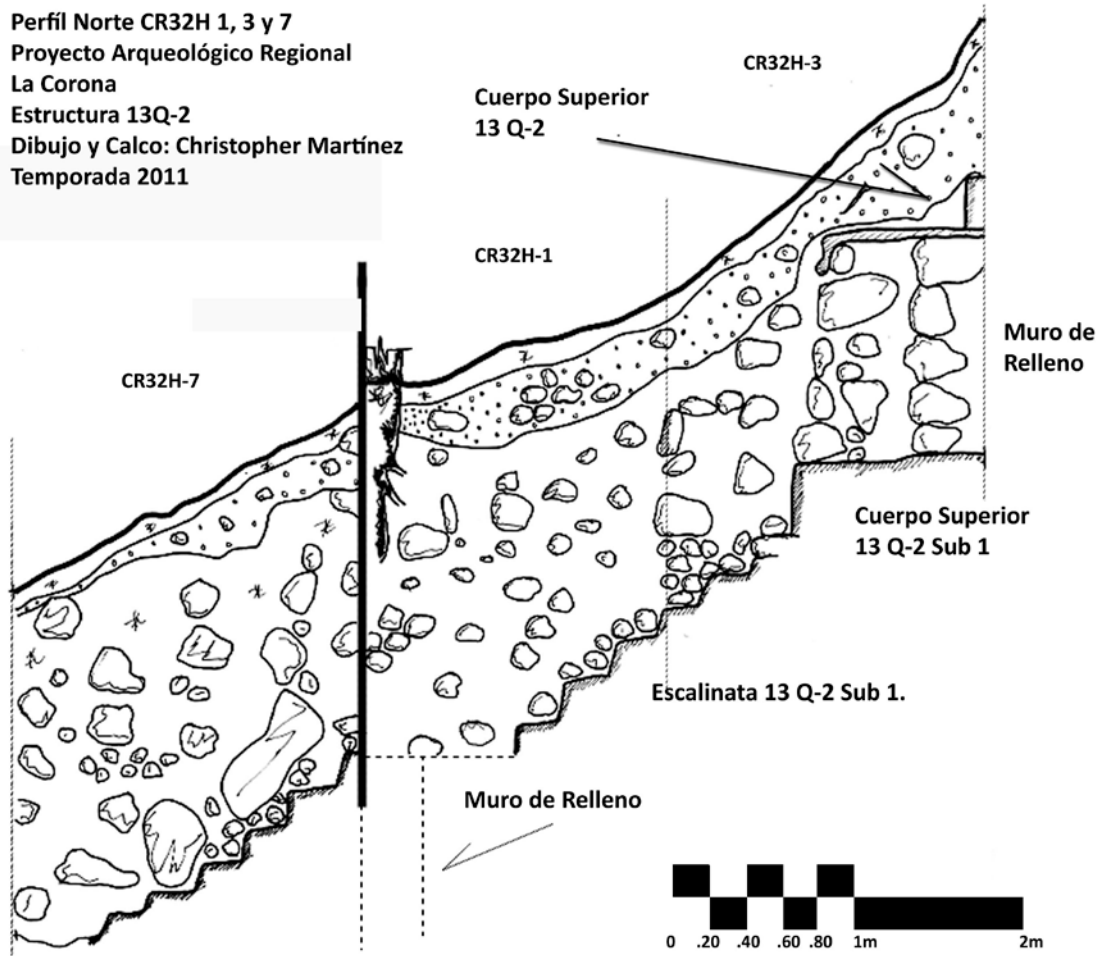 Perfíl Norte CR32H 1, 3 y 7
Proyecto Arqueológico Regional
La Corona
Estructura 13Q-2
Dibujo y Calco: Christopher Martínez
Temporada 2011
CR32H-3
Cuerpo Superior
13 Q-2
CR32H-1
CR32H-7
Muro de
Relleno
Cuerpo Superior
13 Q-2 Sub 1
Escalinata 13 Q-2 Sub 1.
Muro de Relleno
0 .20 .40 .60 .80 1m 2m